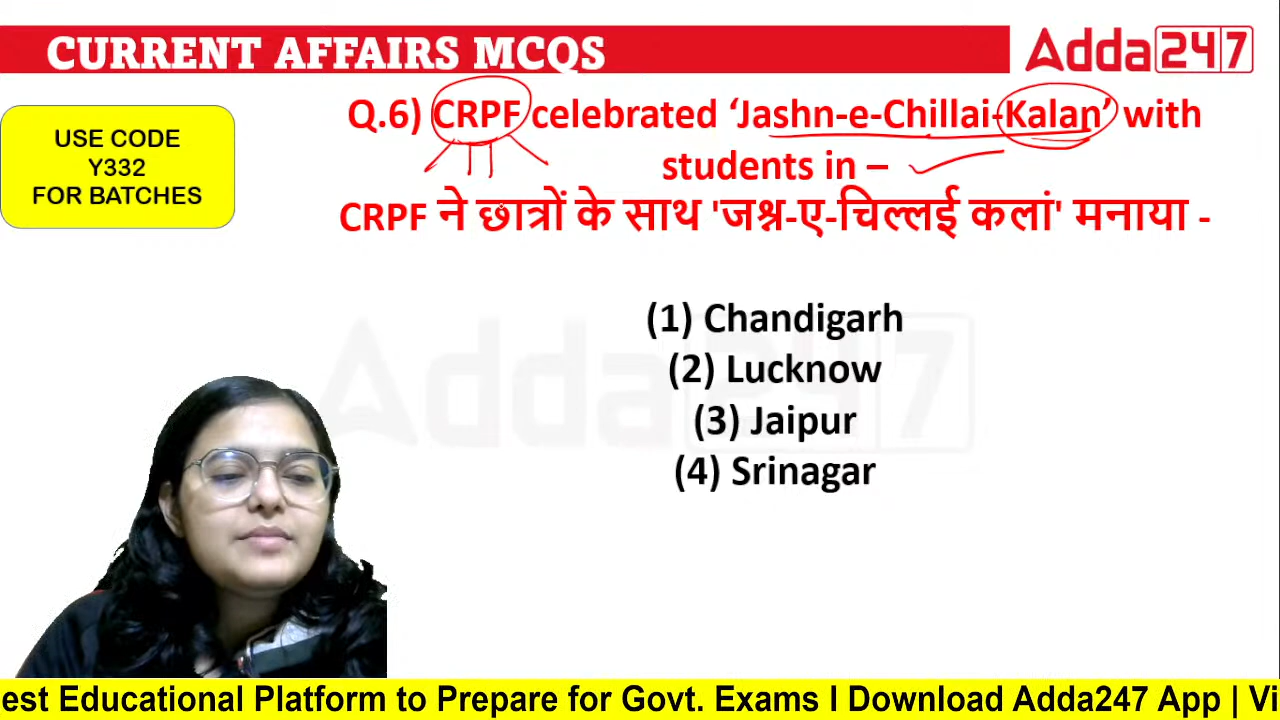 CURRENT AFFAIRS MCQS
Adda247
USE CODE
Y332
FOR BATCHES
Q.6) CRPF celebrated ‘Jashn-e-Chillai-Kalan’ with
students in –
CRPF ने छात्रों के साथ 'जश्न-ए-चिल्लई कलां' मनाया -
(1) Chandigarh
(2) Lucknow
(3) Jaipur
(4) Srinagar
Adda247
est Educational Platform to Prepare for Govt. Exams I Download Adda247 App | Vi